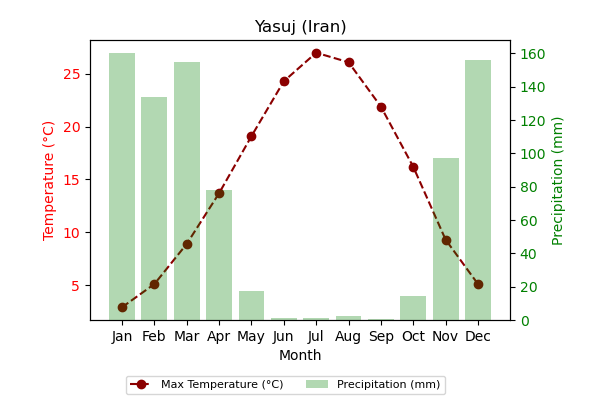 Yasuj (Iran)
25
20
15
10
5
Temperature (°C)
160
140
120
100
80
60
40
20
0
Precipitation (mm)
Jan Feb Mar Apr May Jun Jul Aug Sep Oct Nov Dec
Month
Max Temperature (°C) Precipitation (mm)